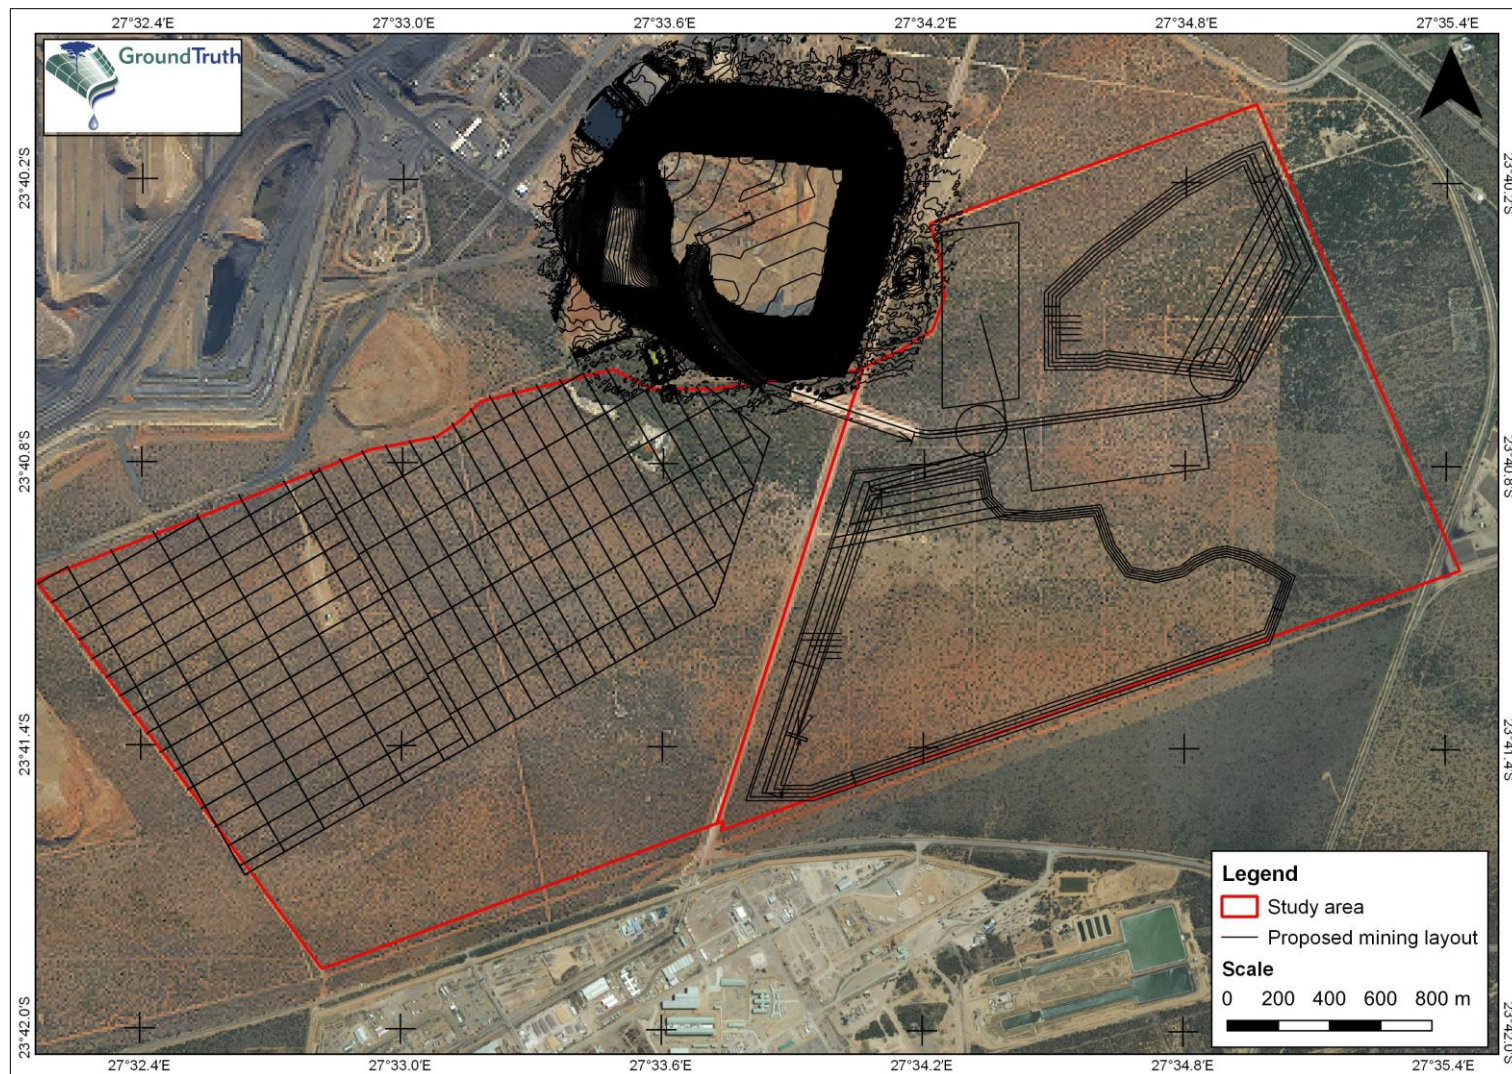 27°32.4'E 27°33.0'E 27°33.6'E 27°34.2'E 27°34.8'E 27°35.4'E
GroundTruth
23°40.2'S 23°40.2'S
23°40.8'S 23°40.8'S
23°41.4'S 23°41.4'S
23°42.0'S 23°42.0'S
Legend
Study area
Proposed mining layout
Scale
0 200 400 600 800 m
27°32.4'E 27°33.0'E 27°33.6'E 27°34.2'E 27°34.8'E 27°35.4'E